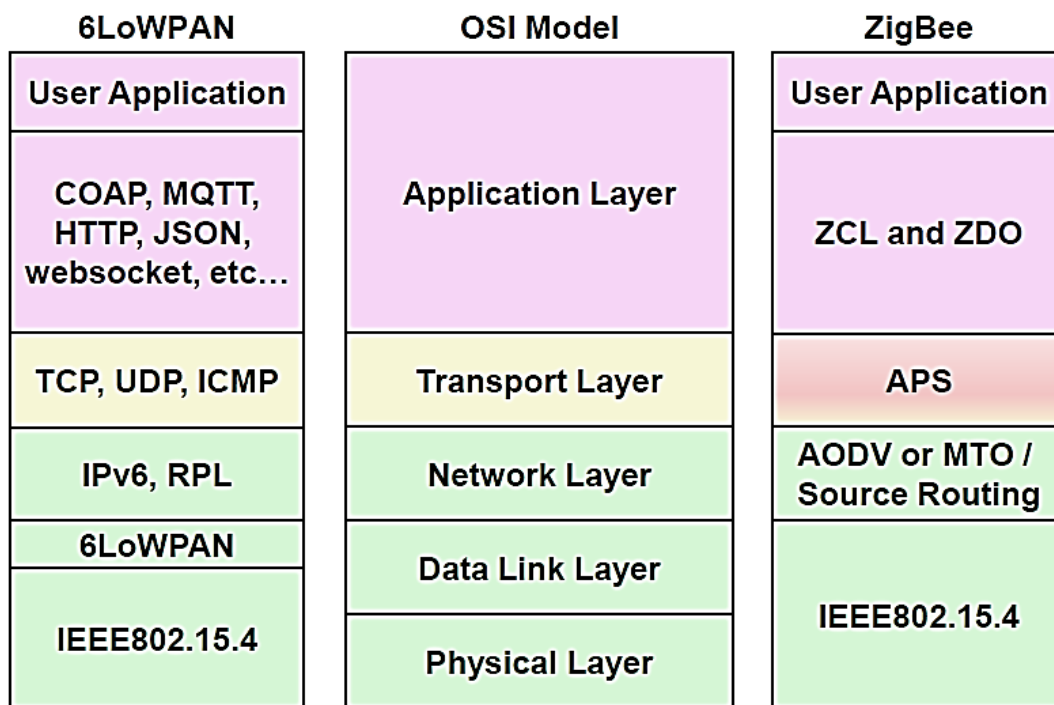 6LoWPAN
User Application
COAP, MQTT,
HTTP, JSON,
websocket, etc...
TCP, UDP, ICMP
IPv6, RPL
6LoWPAN
IEEE802.15.4
OSI Model
Application Layer
Transport Layer
Network Layer
Data Link Layer
Physical Layer
ZigBee
User Application
ZCL and ZDO
APS
AODV or MTO /
Source Routing
IEEE802.15.4